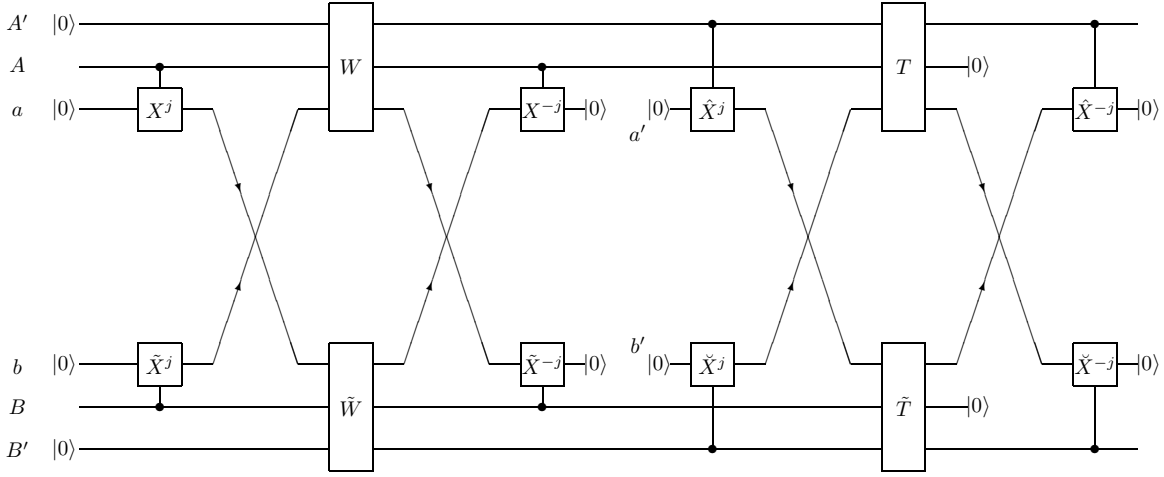 A′ |0⟩
A W T |0⟩
a |0⟩ X^j X^{-j} |0⟩ |0⟩ X̂^j X̂^{-j} |0⟩
a′
b′
b |0⟩ X̃^j X̃^{-j} |0⟩ |0⟩ X̆^j X̆^{-j} |0⟩
B W̃ T̃ |0⟩
B′ |0⟩